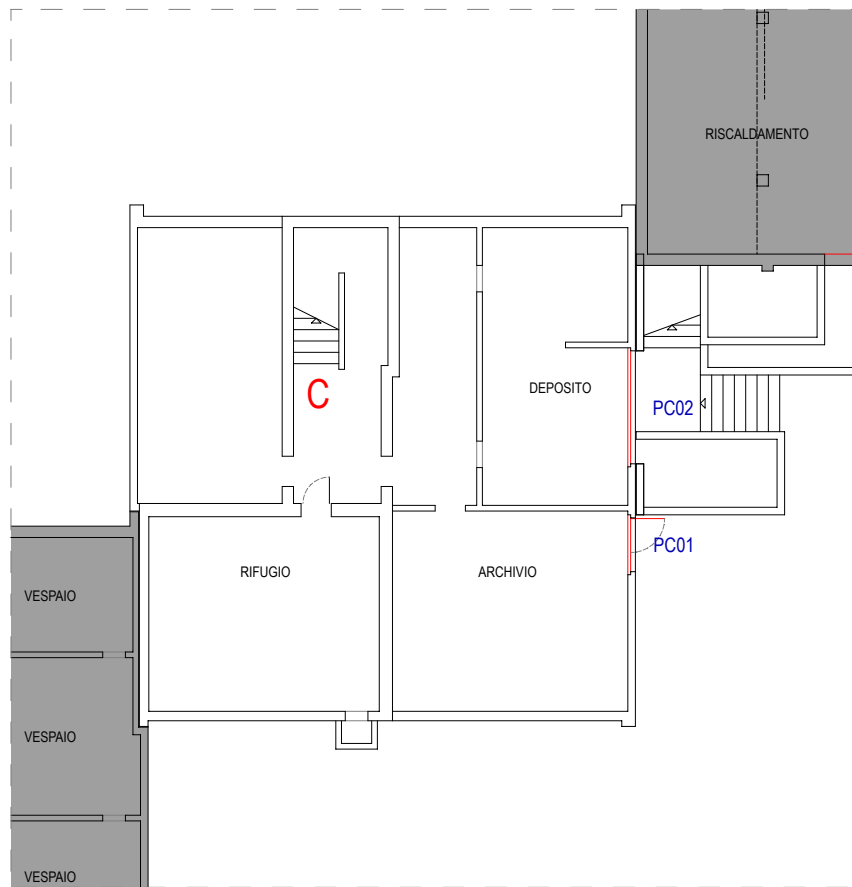 RISCALDAMENTO
DEPOSITO
C
PC02
PC01
RIFUGIO
ARCHIVIO
VESPAIO
VESPAIO
VESPAIO